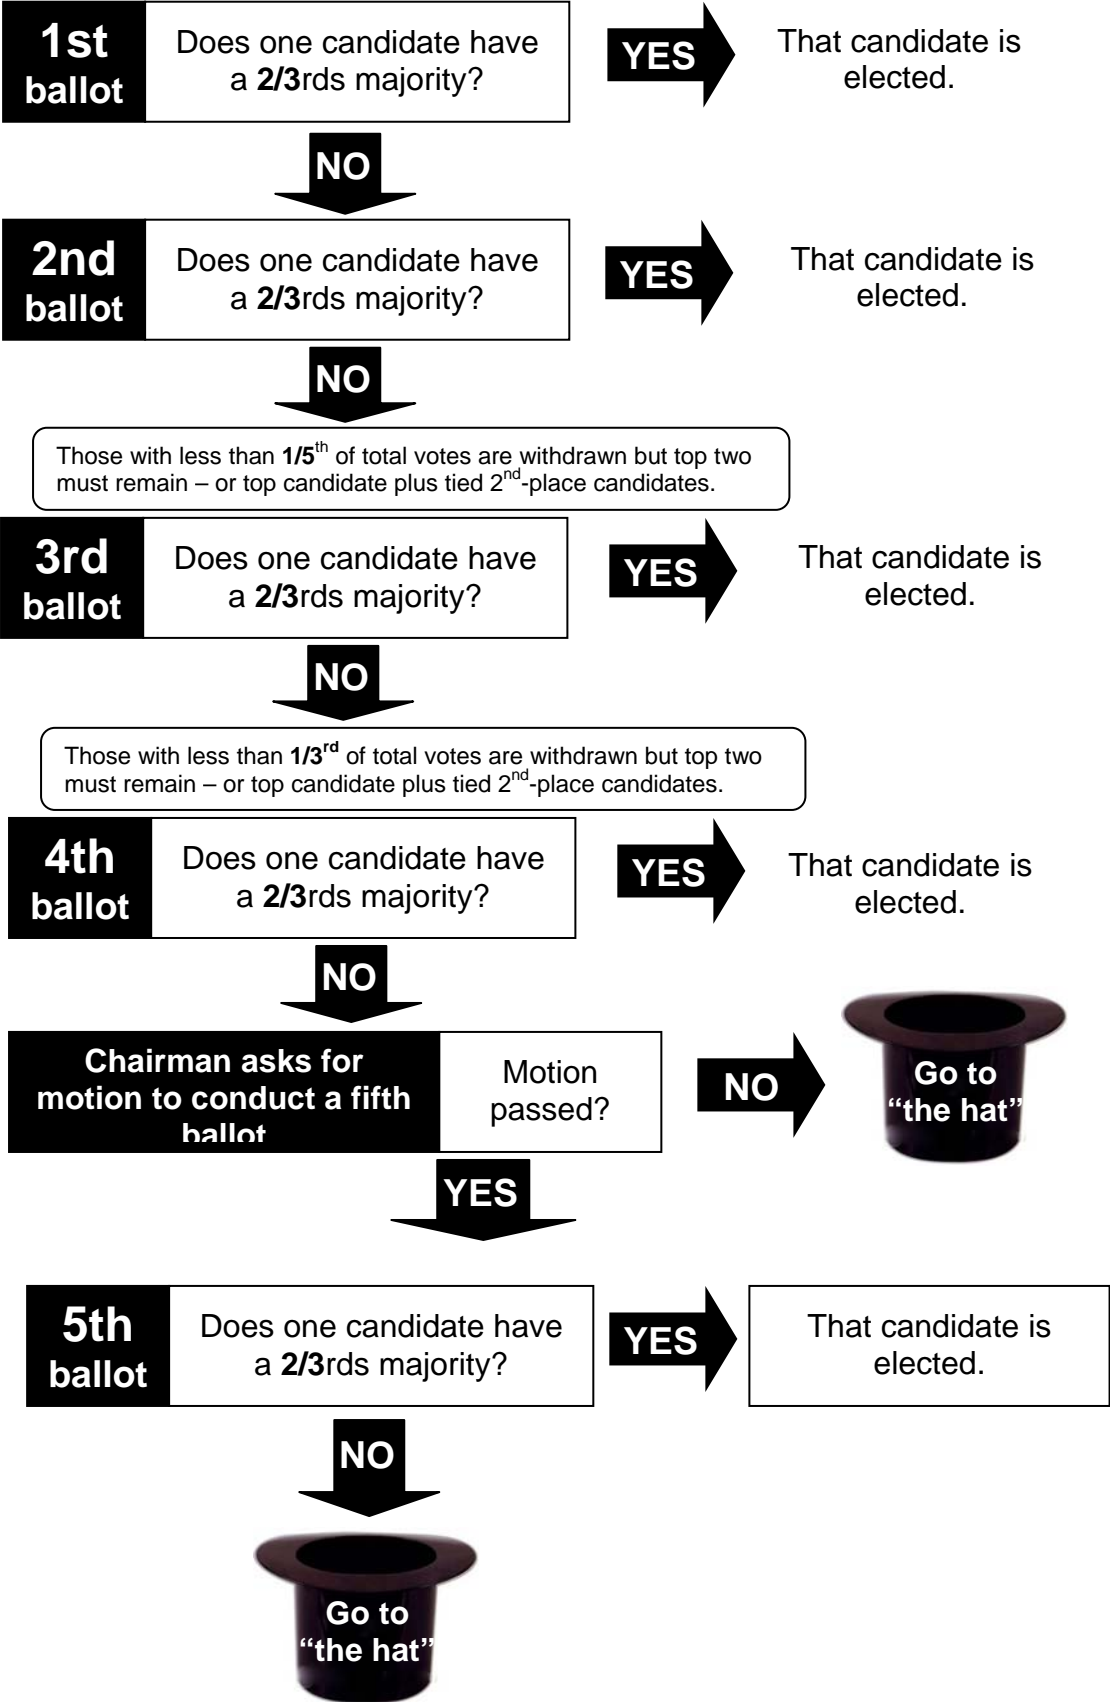 1st
ballot
Does one candidate have
a 2/3rds majority?
YES
That candidate is
elected.
NO
2nd
ballot
Does one candidate have
a 2/3rds majority?
YES
That candidate is
elected.
NO
Those with less than 1/5th of total votes are withdrawn but top two
must remain – or top candidate plus tied 2nd-place candidates.
3rd
ballot
Does one candidate have
a 2/3rds majority?
YES
That candidate is
elected.
NO
Those with less than 1/3rd of total votes are withdrawn but top two
must remain – or top candidate plus tied 2nd-place candidates.
4th
ballot
Does one candidate have
a 2/3rds majority?
YES
That candidate is
elected.
NO
Chairman asks for
motion to conduct a fifth
ballot
Motion
passed?
NO
Go to
“the hat”
YES
5th
ballot
Does one candidate have
a 2/3rds majority?
YES
That candidate is
elected.
NO
Go to
“the hat”